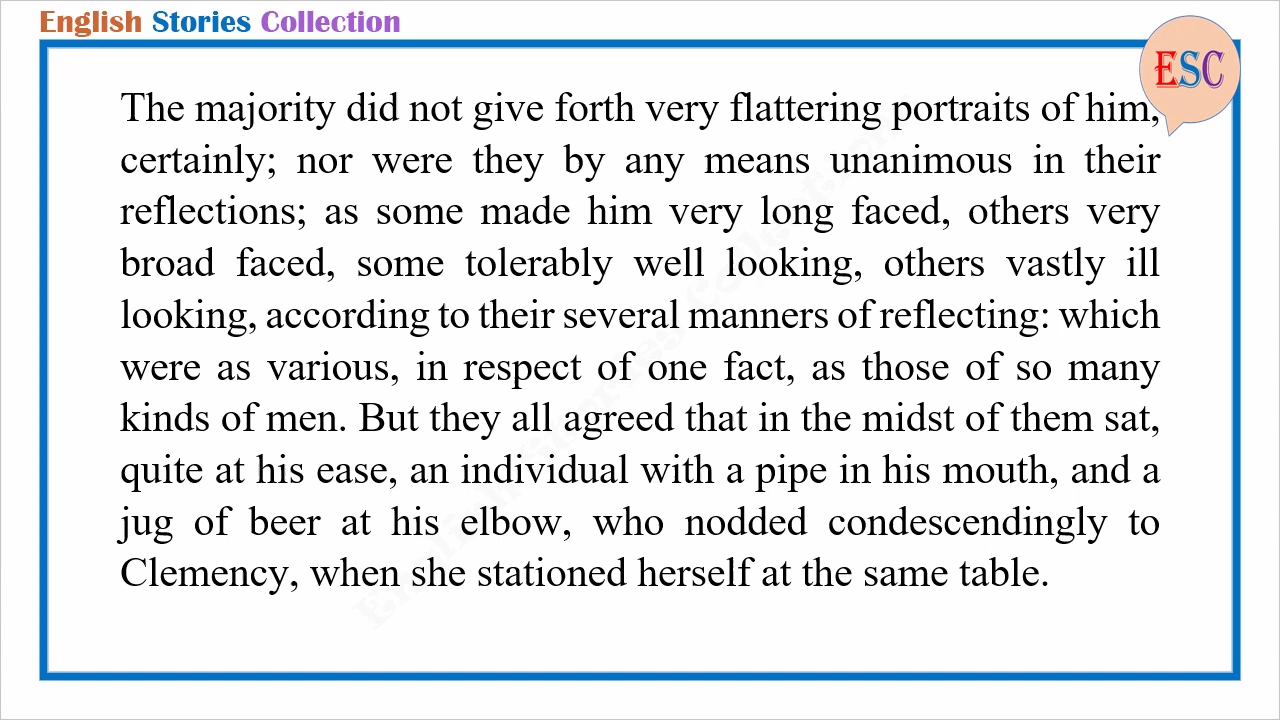 English Stories Collection
ESC
The majority did not give forth very flattering portraits of him,
certainly; nor were they by any means unanimous in their
reflections; as some made him very long faced, others very
broad faced, some tolerably well looking, others vastly ill
looking, according to their several manners of reflecting: which
were as various, in respect of one fact, as those of so many
kinds of men. But they all agreed that in the midst of them sat,
quite at his ease, an individual with a pipe in his mouth, and a
jug of beer at his elbow, who nodded condescendingly to
Clemency, when she stationed herself at the same table.
English Stories Collection